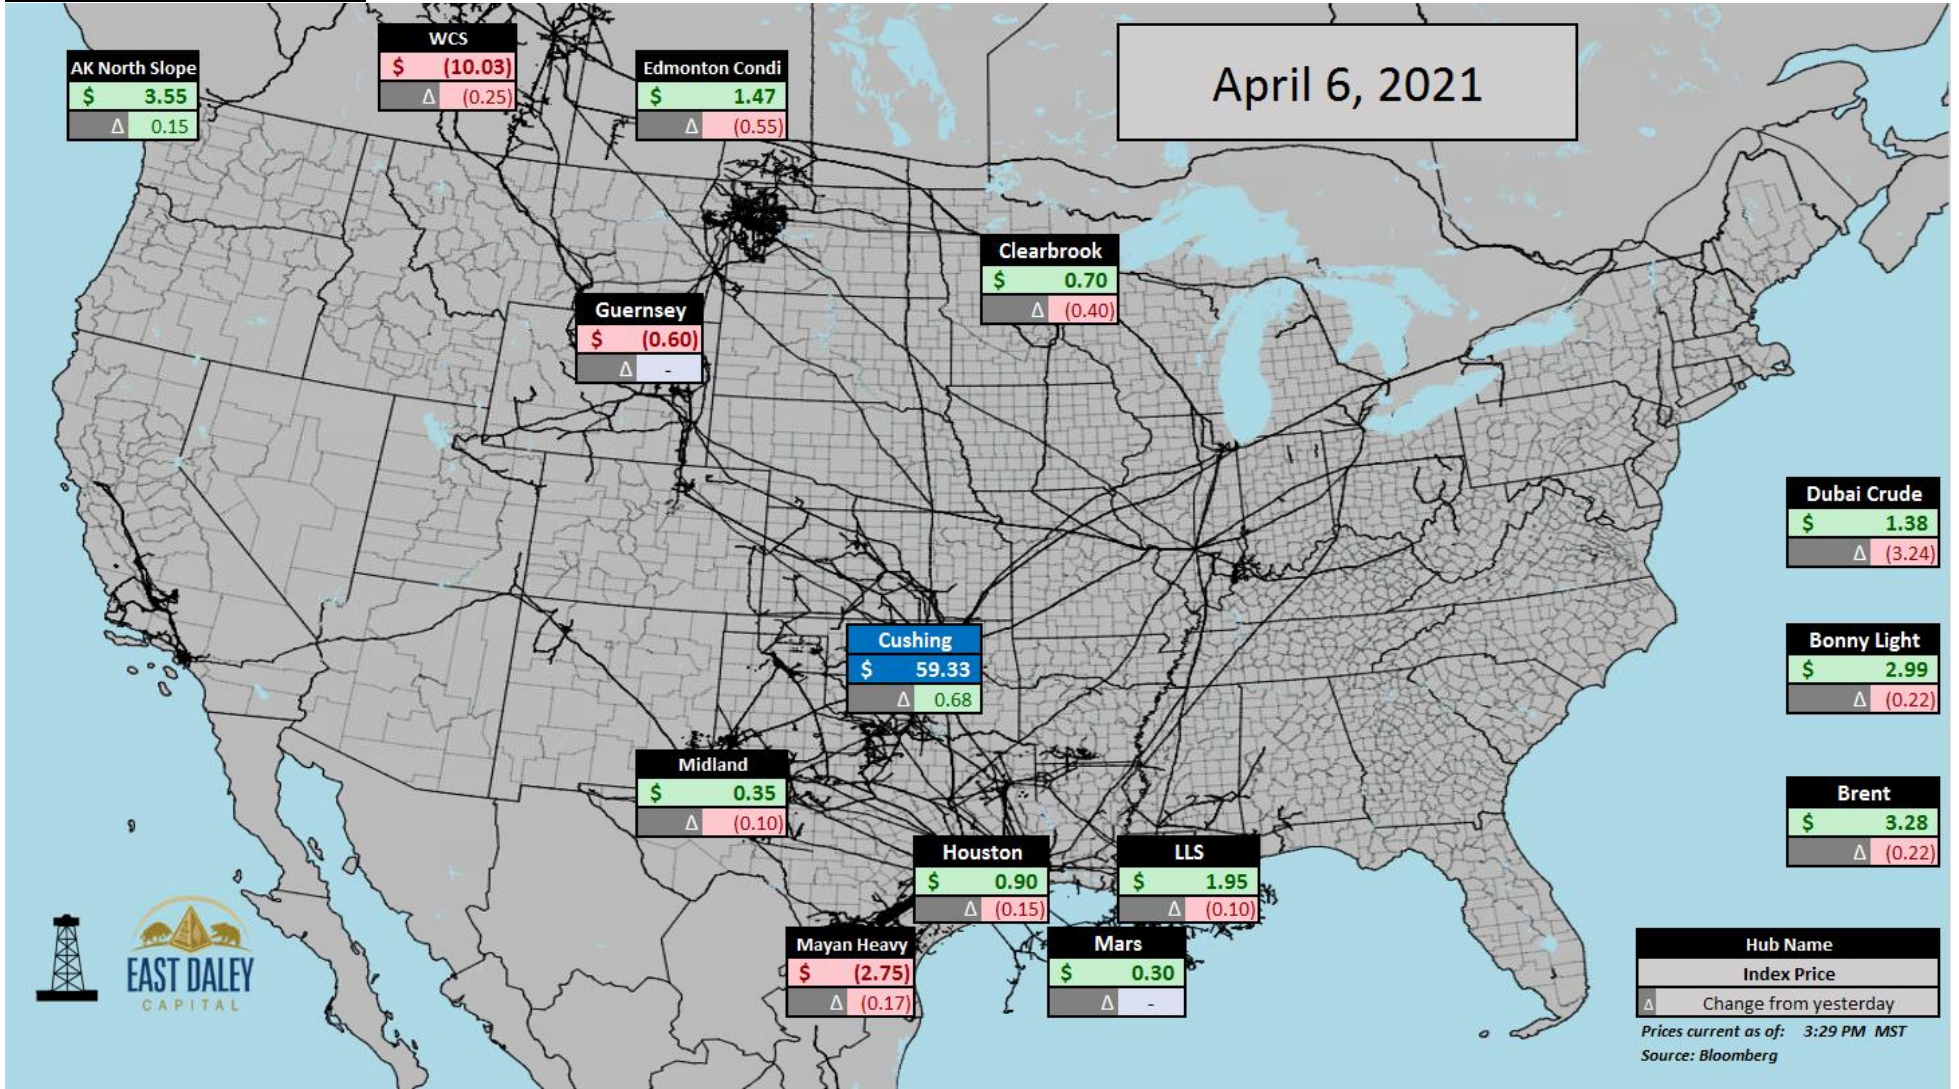 April 6, 2021
WCS
$ (10.03)
Δ (0.25)
AK North Slope
$ 3.55
Δ 0.15
Edmonton Condi
$ 1.47
Δ (0.55)
Clearbrook
$ 0.70
Δ (0.40)
Guernsey
$ (0.60)
Δ -
Dubai Crude
$ 1.38
Δ (3.24)
Cushing
$ 59.33
Δ 0.68
Bonny Light
$ 2.99
Δ (0.22)
Midland
$ 0.35
Δ (0.10)
Brent
$ 3.28
Δ (0.22)
Houston
$ 0.90
Δ (0.15)
LLS
$ 1.95
Δ (0.10)
Mayan Heavy
$ (2.75)
Δ (0.17)
Mars
$ 0.30
Δ -
EAST DALEY
CAPITAL
Hub Name
Index Price
Δ Change from yesterday
Prices current as of: 3:29 PM MST
Source: Bloomberg